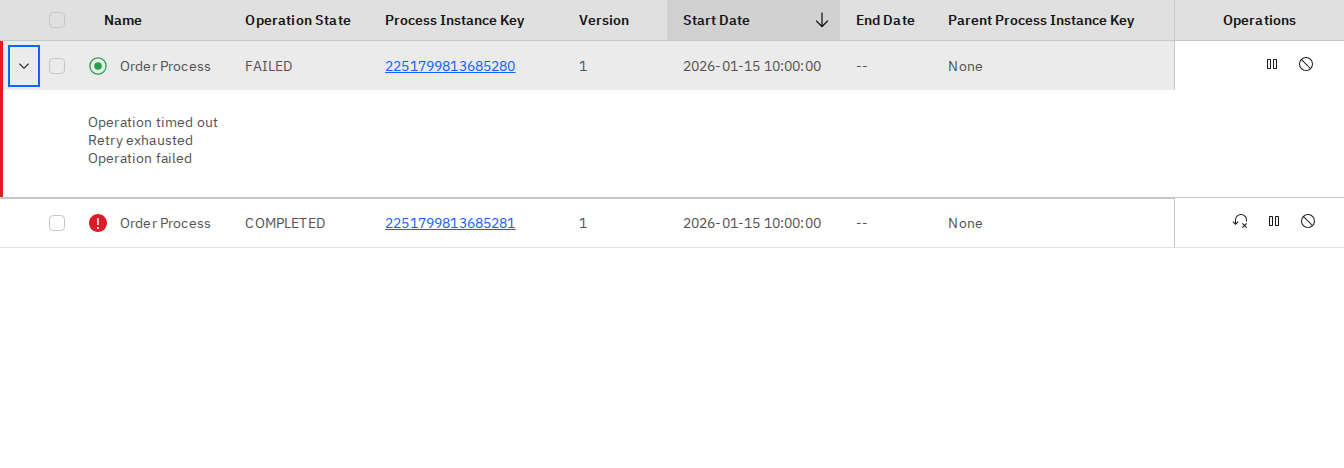 Name Operation State Process Instance Key Version Start Date End Date Parent Process Instance Key Operations
Order Process FAILED 2251799813685280 1 2026-01-15 10:00:00 -- None
Operation timed out
Retry exhausted
Operation failed
Order Process COMPLETED 2251799813685281 1 2026-01-15 10:00:00 -- None